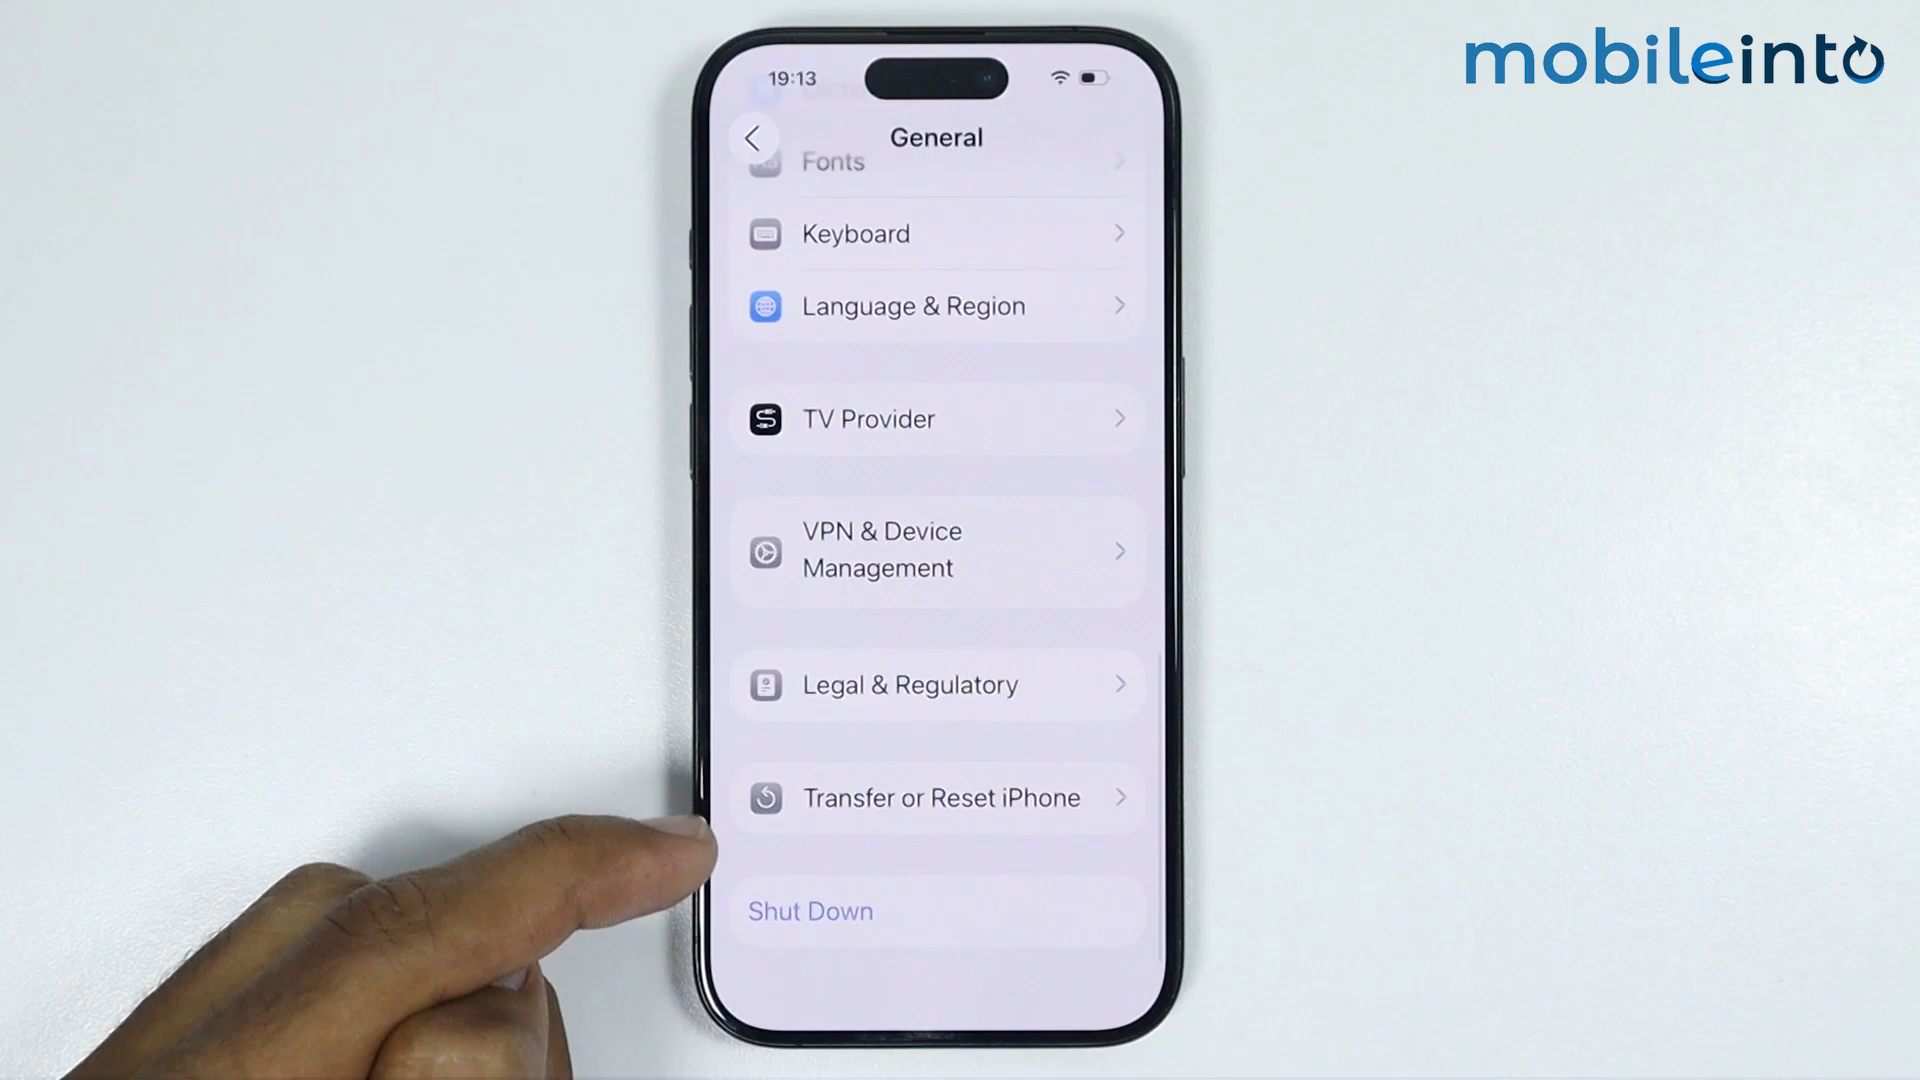 mobileinto
19:13
General
Fonts
Keyboard
Language & Region
TV Provider
VPN & Device
Management
Legal & Regulatory
Transfer or Reset iPhone
Shut Down